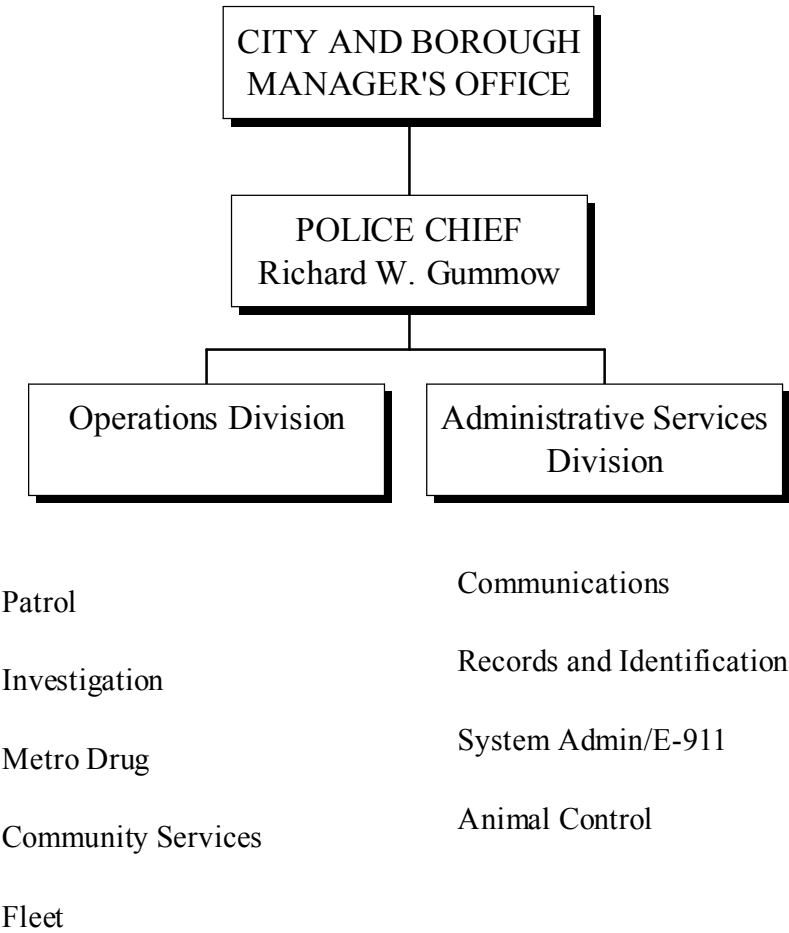 CITY AND BOROUGH
MANAGER'S OFFICE
POLICE CHIEF
Richard W. Gummow
Operations Division
Administrative Services
Division
Patrol
Investigation
Metro Drug
Community Services
Fleet
Communications
Records and Identification
System Admin/E-911
Animal Control